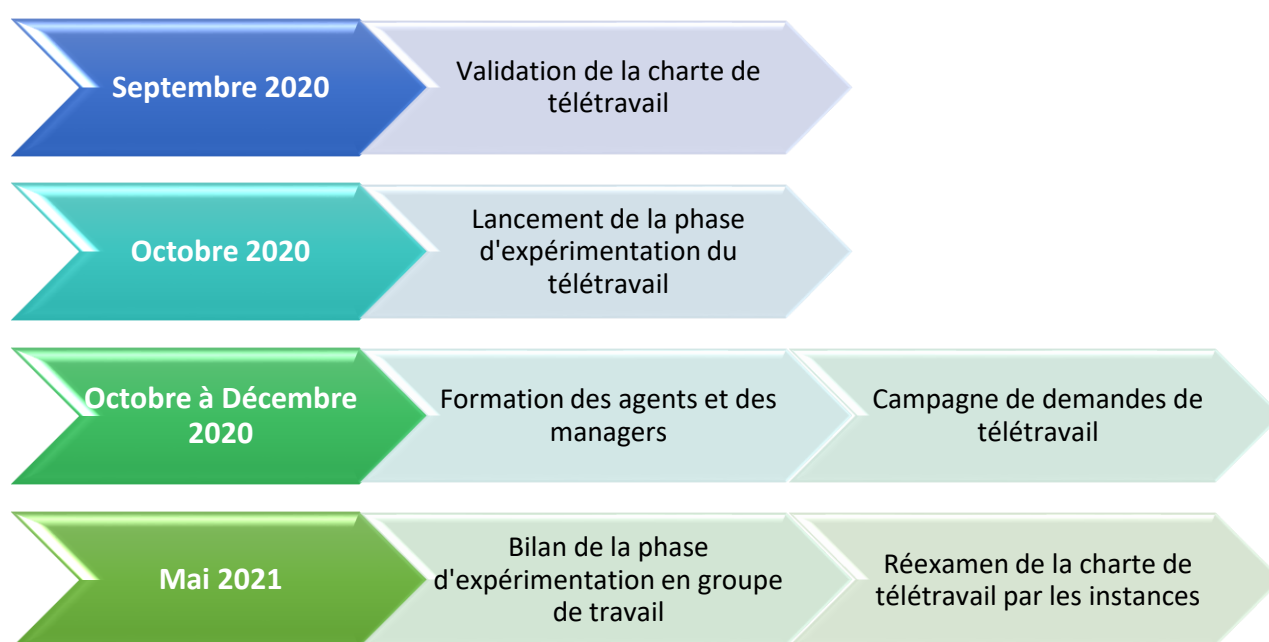 Septembre 2020
Validation de la charte de
télétravail
Octobre 2020
Lancement de la phase
d'expérimentation du
télétravail
Octobre à Décembre
2020
Formation des agents et des
managers
Campagne de demandes de
télétravail
Mai 2021
Bilan de la phase
d'expérimentation en groupe
de travail
Réexamen de la charte de
télétravail par les instances